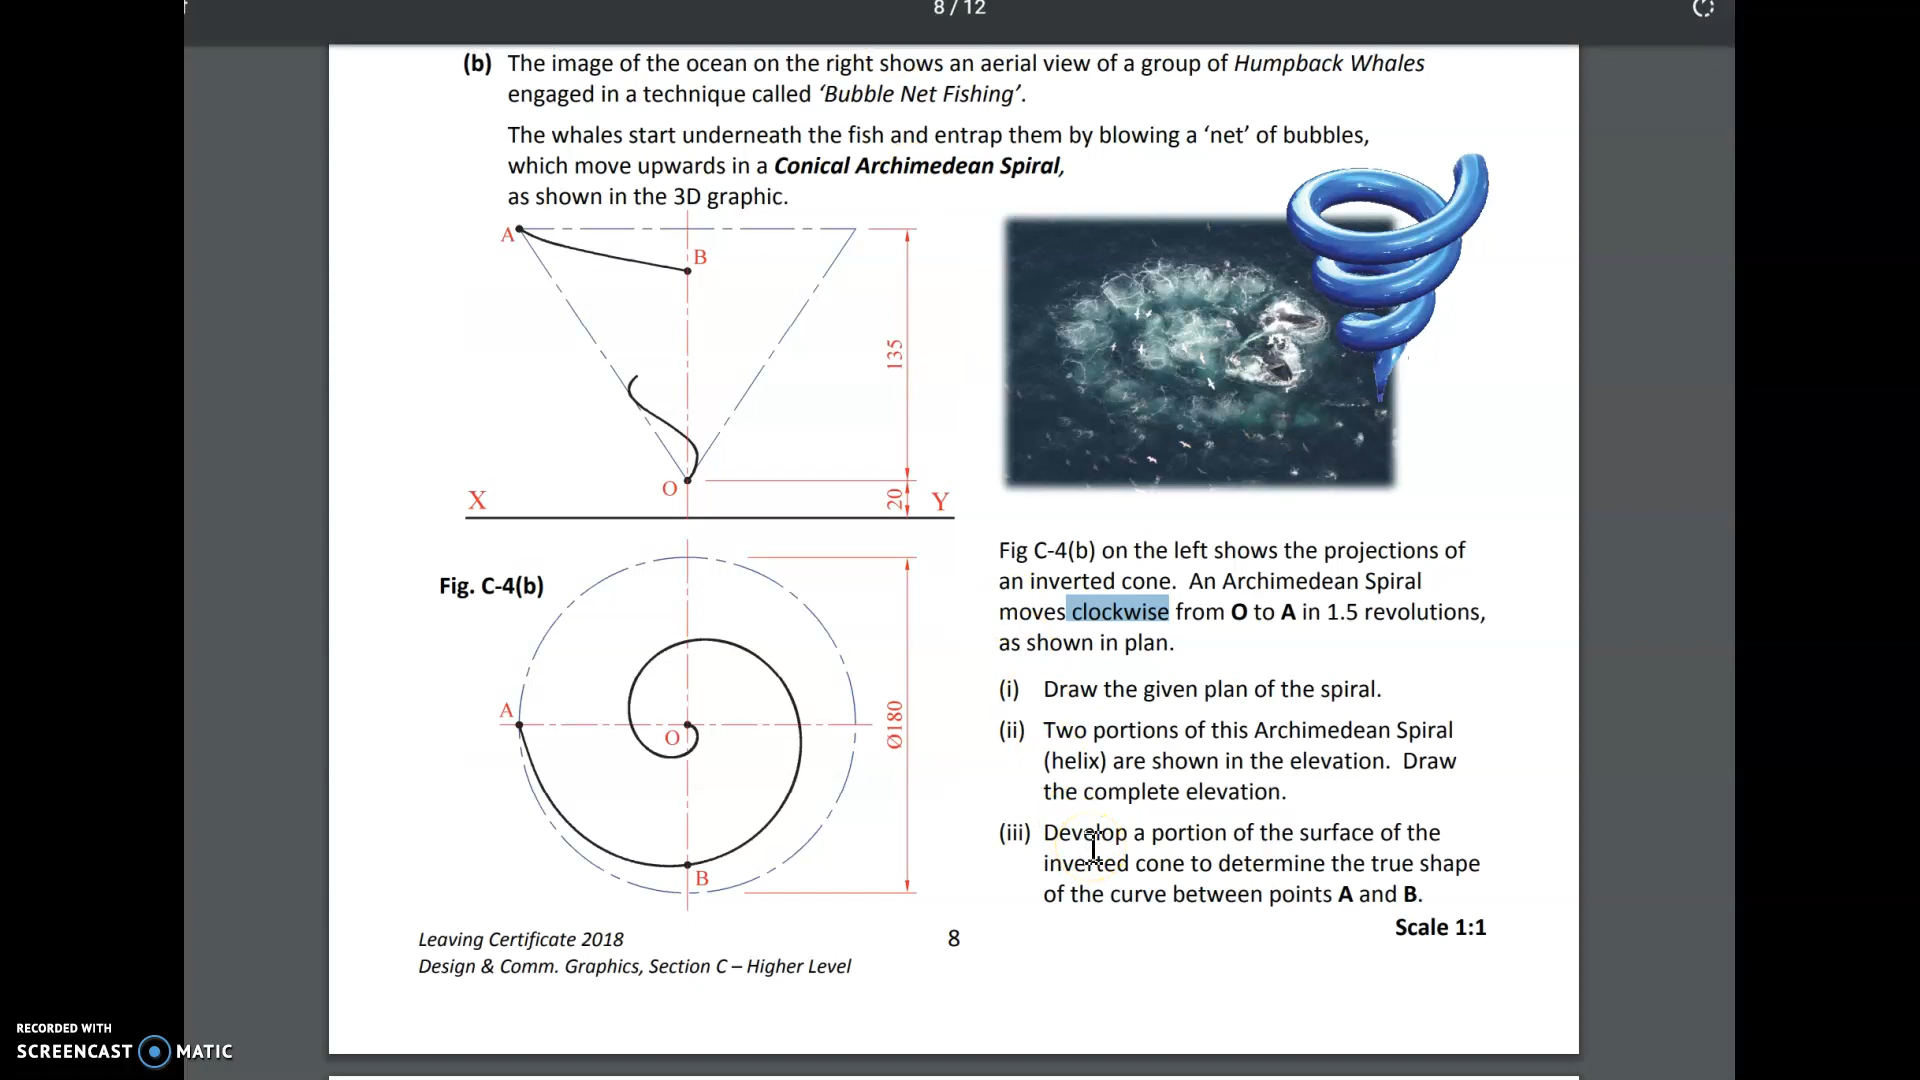 8 / 12
(b) The image of the ocean on the right shows an aerial view of a group of Humpback Whales
engaged in a technique called ‘Bubble Net Fishing’.
The whales start underneath the fish and entrap them by blowing a ‘net’ of bubbles,
which move upwards in a Conical Archimedean Spiral,
as shown in the 3D graphic.
A
B
135
O
20
X
Y
Fig. C-4(b)
A
O
Ø180
B
Fig C-4(b) on the left shows the projections of
an inverted cone. An Archimedean Spiral
moves clockwise from O to A in 1.5 revolutions,
as shown in plan.
(i) Draw the given plan of the spiral.
(ii) Two portions of this Archimedean Spiral
(helix) are shown in the elevation. Draw
the complete elevation.
(iii) Develop a portion of the surface of the
inverted cone to determine the true shape
of the curve between points A and B.
Scale 1:1
Leaving Certificate 2018
8
Design & Comm. Graphics, Section C – Higher Level
RECORDED WITH
SCREENCAST MATIC